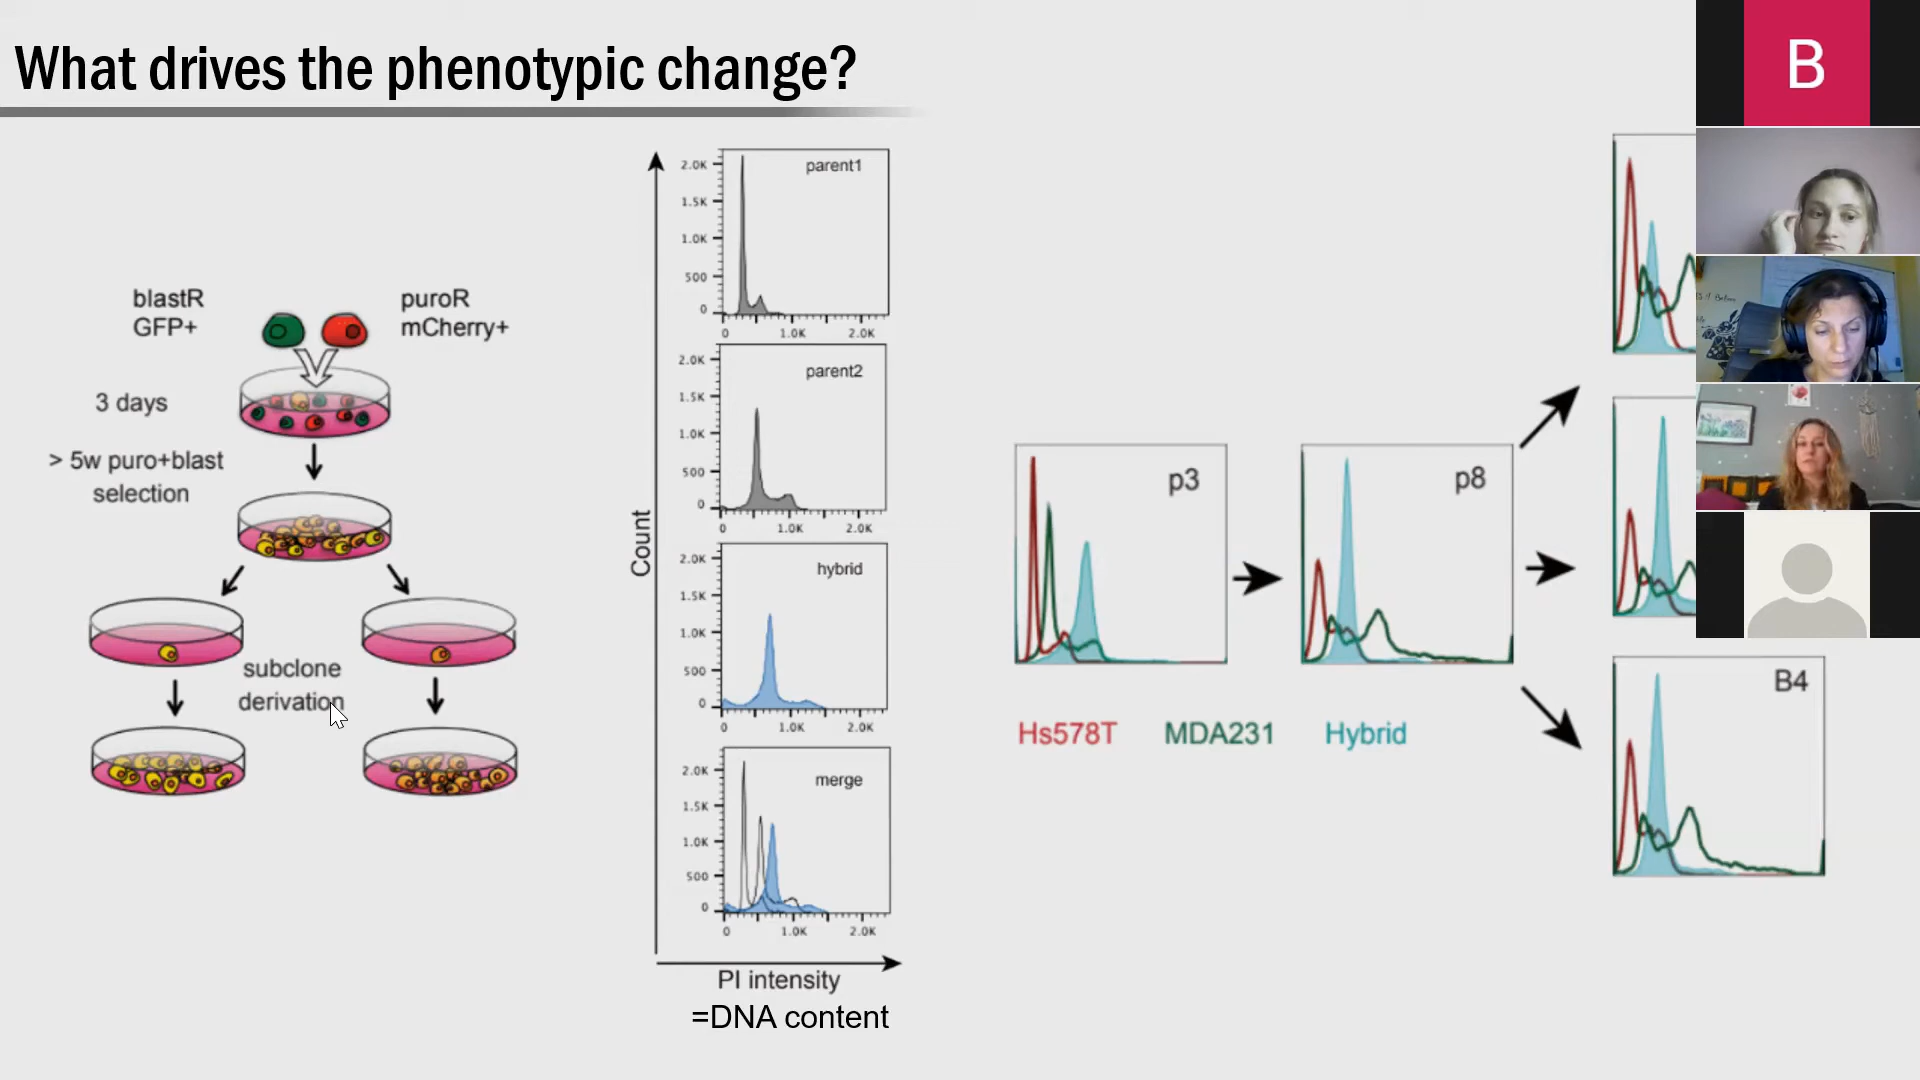 What drives the phenotypic change?
blastR
GFP+
puroR
mCherry+
3 days
> 5w puro+blast
selection
subclone
derivation
Count
2.0K
1.5K
1.0K
500
0
parent1
0 1.0K 2.0K
2.0K
1.5K
1.0K
500
0
parent2
0 1.0K 2.0K
2.0K
1.5K
1.0K
500
0
hybrid
0 1.0K 2.0K
2.0K
1.5K
1.0K
500
0
merge
0 1.0K 2.0K
PI intensity
=DNA content
p3
p8
Hs578T MDA231 Hybrid
B4
B